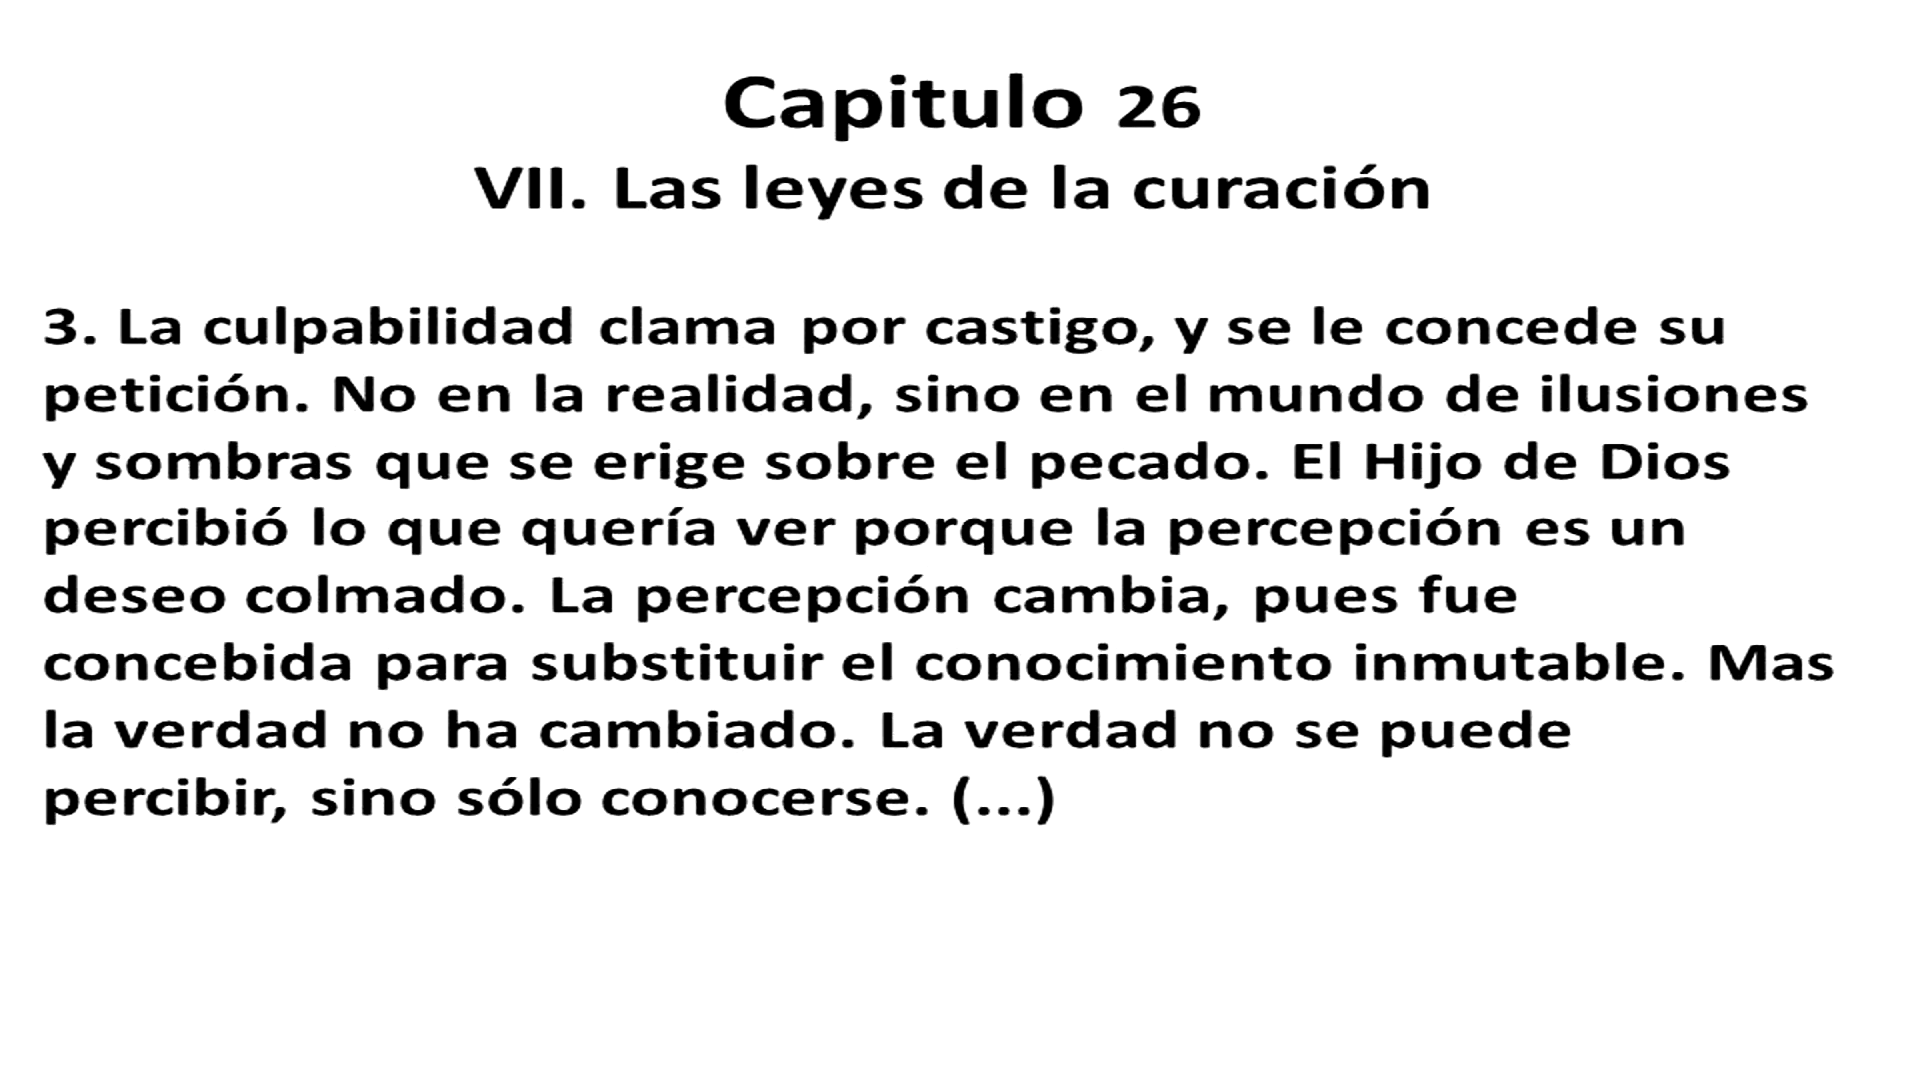 Capitulo 26
VII. Las leyes de la curación
3. La culpabilidad clama por castigo, y se le concede su
petición. No en la realidad, sino en el mundo de ilusiones
y sombras que se erige sobre el pecado. El Hijo de Dios
percibió lo que quería ver porque la percepción es un
deseo colmado. La percepción cambia, pues fue
concebida para substituir el conocimiento inmutable. Mas
la verdad no ha cambiado. La verdad no se puede
percibir, sino sólo conocerse. (...)